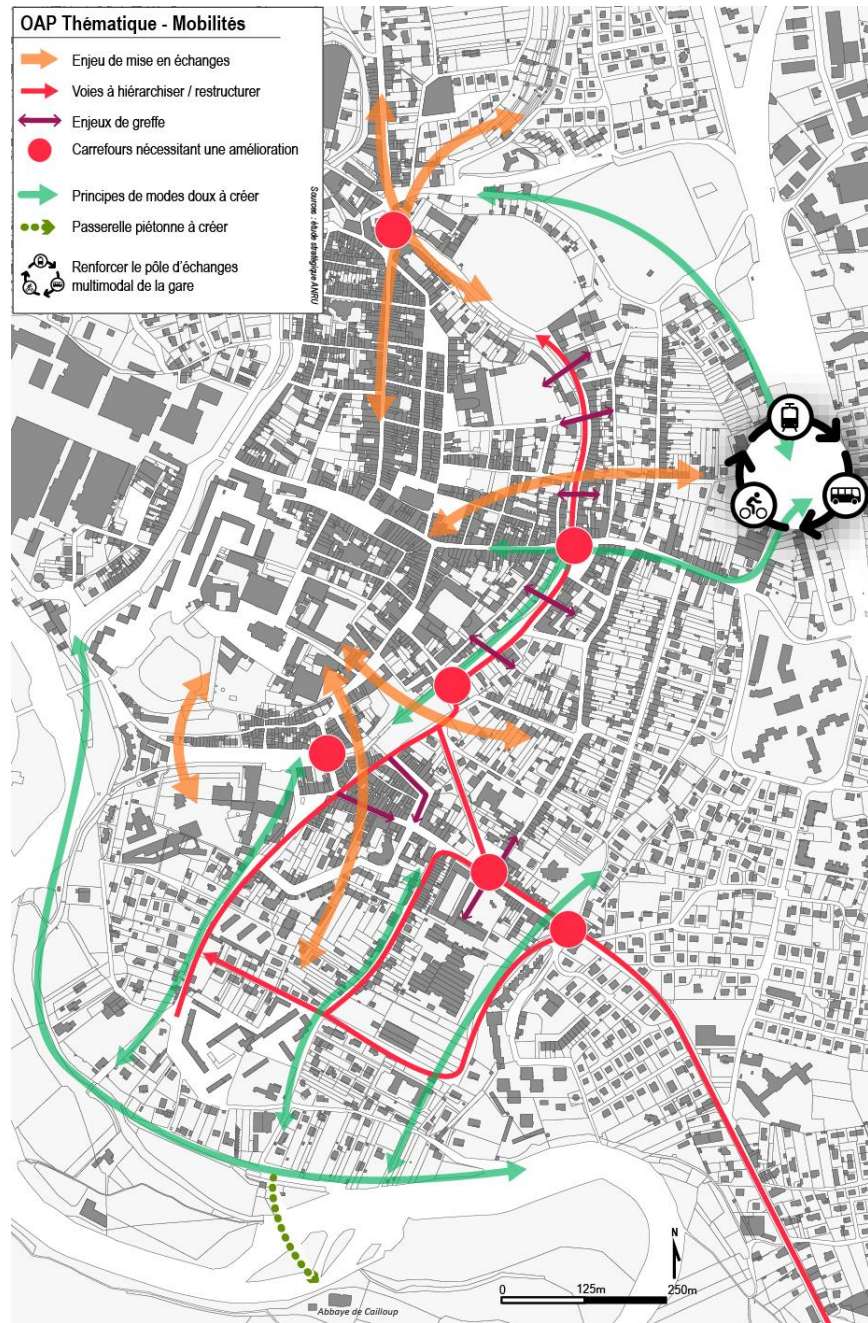 OAP Thématique - Mobilités
Enjeu de mise en échanges
Voies à hiérarchiser / restructurer
Enjeux de greffe
Carrefours nécessitant une amélioration
Principes de modes doux à créer
Passerelle piétonne à créer
Renforcer le pôle d'échanges
multimodal de la gare
Sources : étude stratégique ANRU
N
0 125m 250m
Abbaye de Cailloup